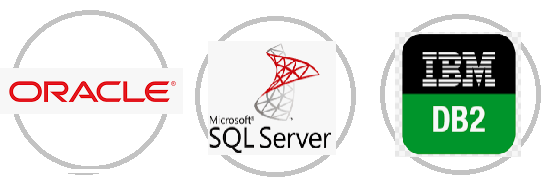 ORACLE®
Microsoft®
SQL Server®
IBM
DB2